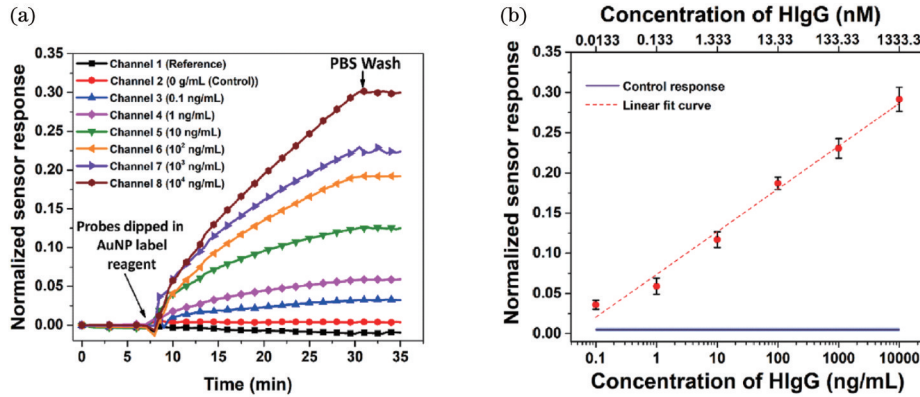 (a)
Normalized sensor response
0.35
0.30
0.25
0.20
0.15
0.10
0.05
0.00
Channel 1 (Reference)
Channel 2 (0 g/mL (Control))
Channel 3 (0.1 ng/mL)
Channel 4 (1 ng/mL)
Channel 5 (10 ng/mL)
Channel 6 (10² ng/mL)
Channel 7 (10³ ng/mL)
Channel 8 (10⁴ ng/mL)
PBS Wash
Probes dipped in
AuNP label
reagent
0 5 10 15 20 25 30 35
Time (min)
(b)
Concentration of HIgG (nM)
0.0133 0.133 1.333 13.33 133.33 1333.3
Normalized sensor response
0.35
0.30
0.25
0.20
0.15
0.10
0.05
0.00
Control response
Linear fit curve
0.1 1 10 100 1000 10000
Concentration of HIgG (ng/mL)